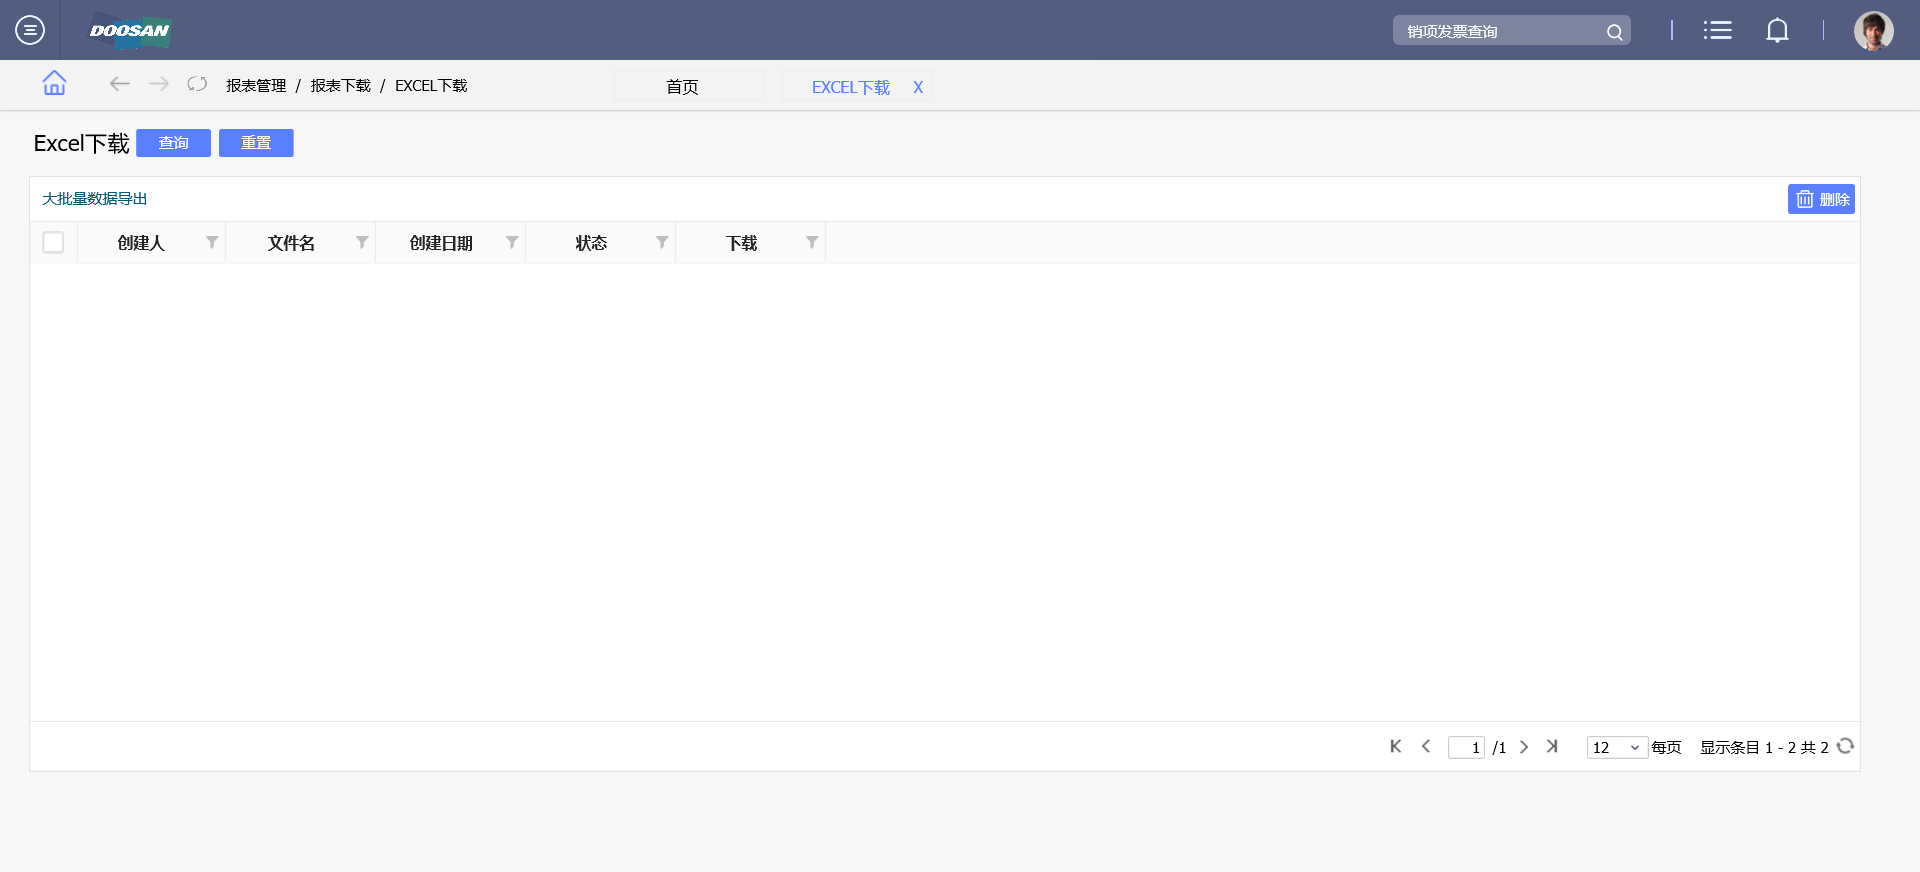 DOOSAN
销项发票查询
报表管理 / 报表下载 / EXCEL下载
首页
EXCEL下载 X
Excel下载 查询 重置
大批量数据导出
删除
创建人 文件名 创建日期 状态 下载
1 /1 12 每页 显示条目 1 - 2 共 2